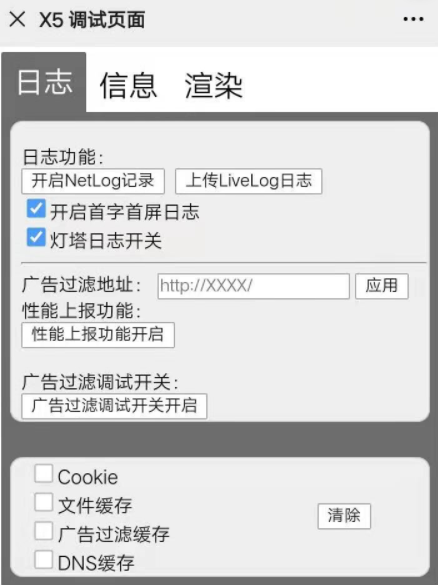 X5 调试页面
日志 信息 渲染
日志功能：
开启NetLog记录 上传LiveLog日志
开启首字首屏日志
灯塔日志开关
广告过滤地址： http://XXXX/ 应用
性能上报功能：
性能上报功能开启
广告过滤调试开关：
广告过滤调试开关开启
Cookie
文件缓存
清除
广告过滤缓存
DNS缓存